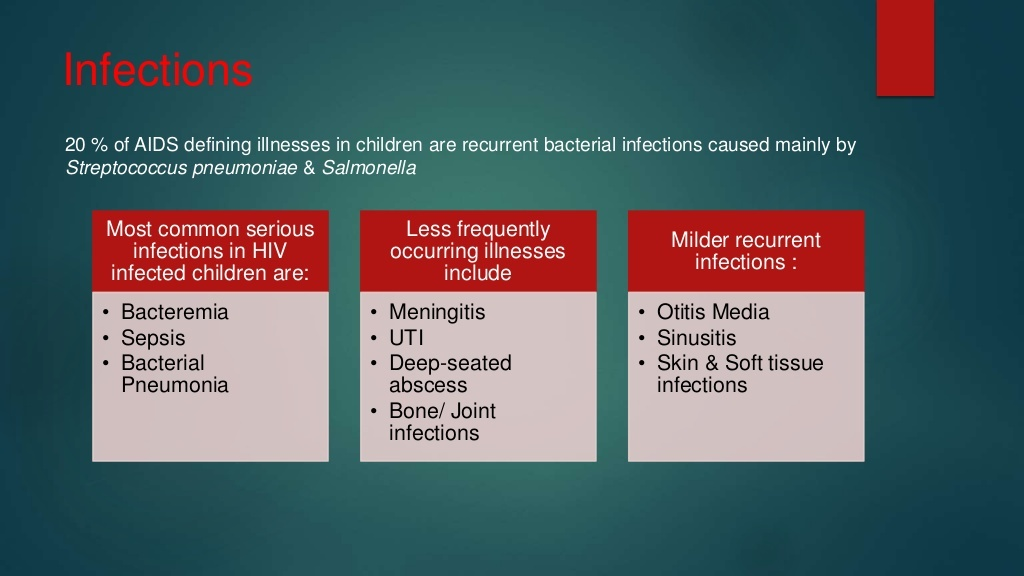 Infections
20 % of AIDS defining illnesses in children are recurrent bacterial infections caused mainly by
Streptococcus pneumoniae & Salmonella
Most common serious
infections in HIV
infected children are:
• Bacteremia
• Sepsis
• Bacterial
Pneumonia
Less frequently
occurring illnesses
include
• Meningitis
• UTI
• Deep-seated
abscess
• Bone/ Joint
infections
Milder recurrent
infections :
• Otitis Media
• Sinusitis
• Skin & Soft tissue
infections